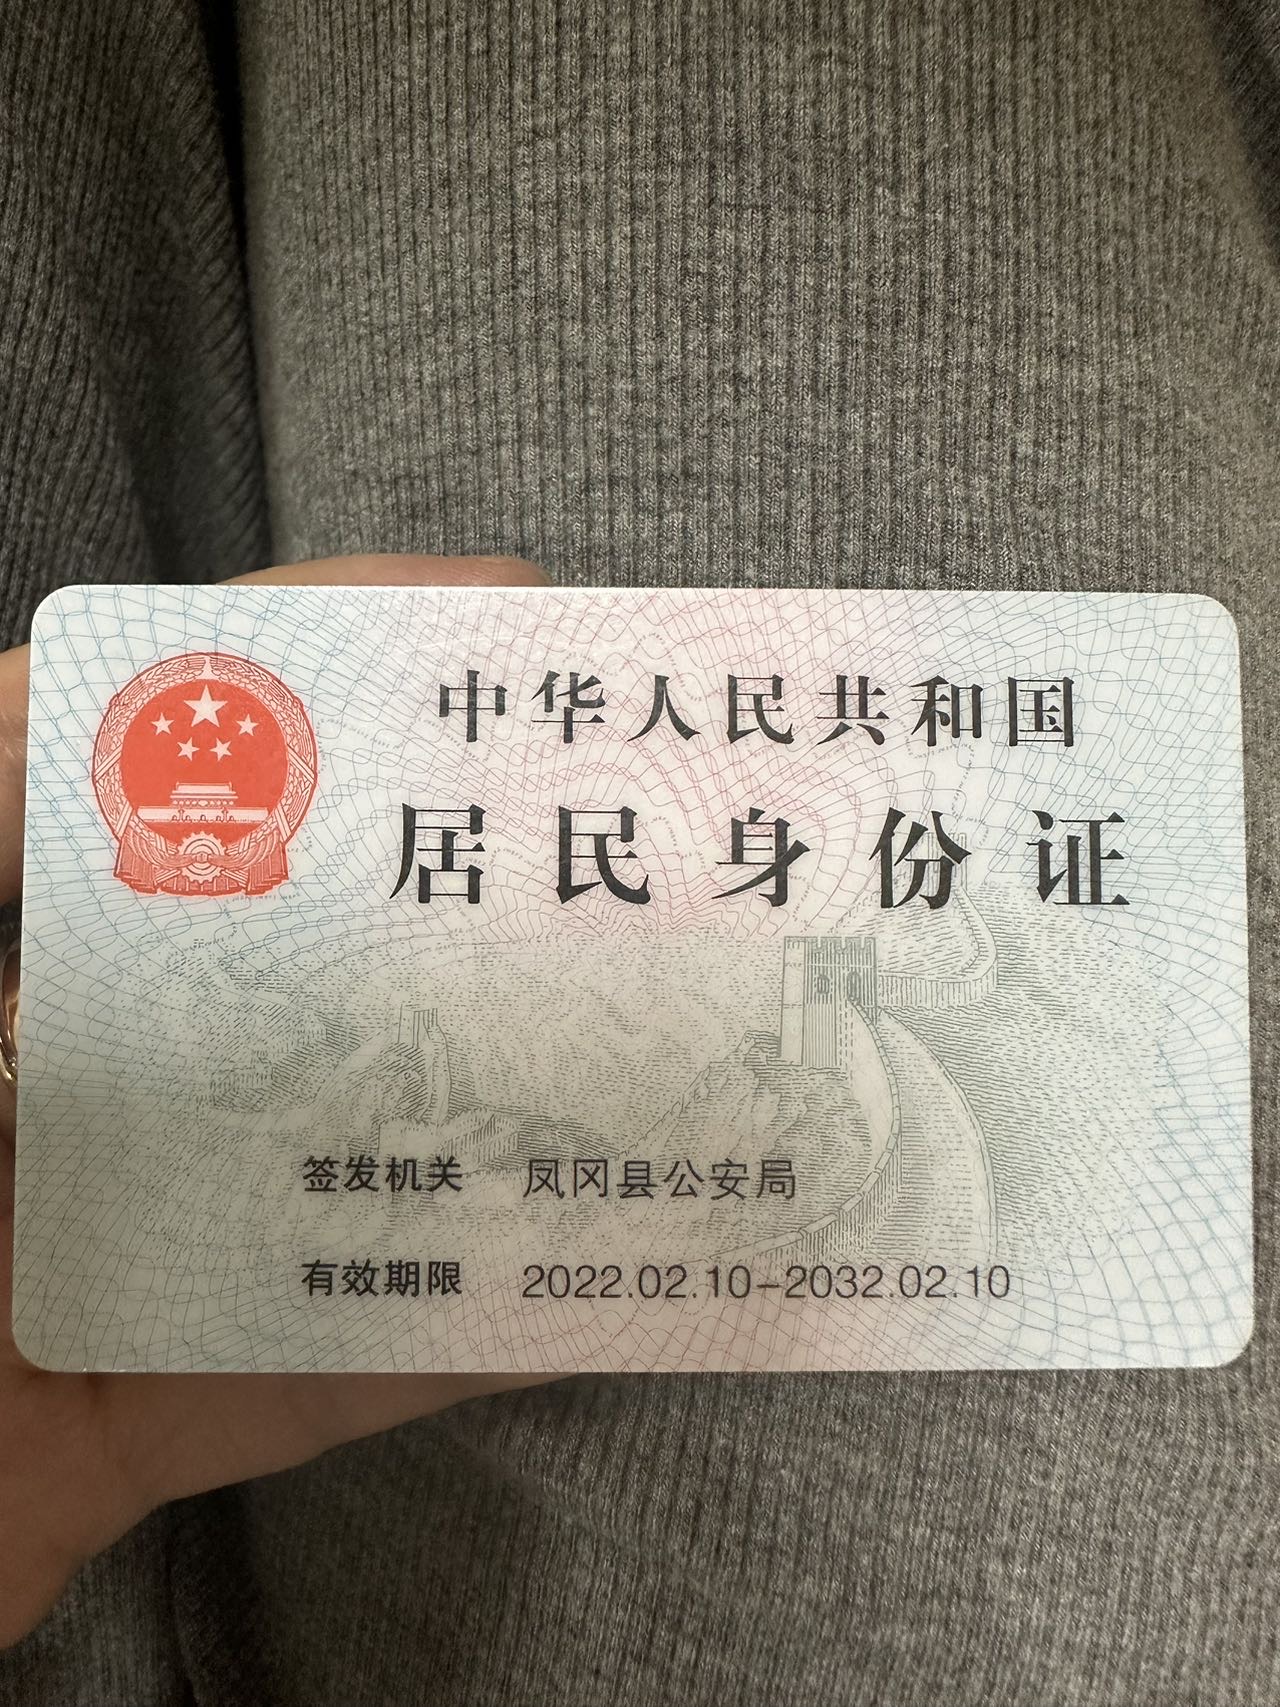 中华人民共和国
居民身份证
签发机关 凤冈县公安局
有效期限 2022.02.10-2032.02.10